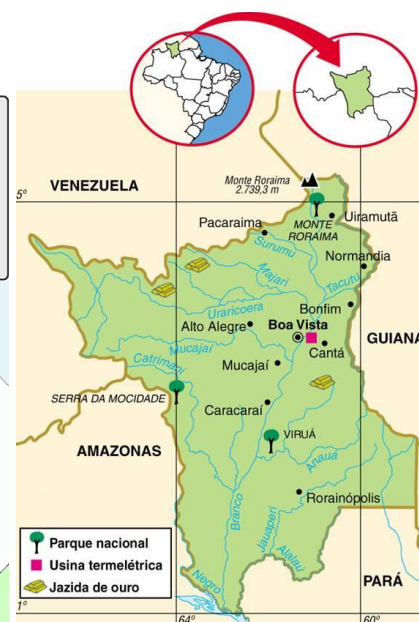 Monte Roraima
2.739,3 m
5°
VENEZUELA
Pacaraima
MONTE
RORAIMA
Uiramutã
Surumu
Normandia
Majari
Tacutu
Uraricoera
Bonfim
Alto Alegre
Boa Vista
GUIANA
Mucajaí
Cantá
Catrimani
Mucajaí
SERRA DA MOCIDADE
Caracaraí
VIRUÁ
AMAZONAS
Anauá
Rorainópolis
Branco
Jauaperi
Alalaú
Parque nacional
Usina termelétrica
Jazida de ouro
Negro
PARÁ
1°
64°
60°